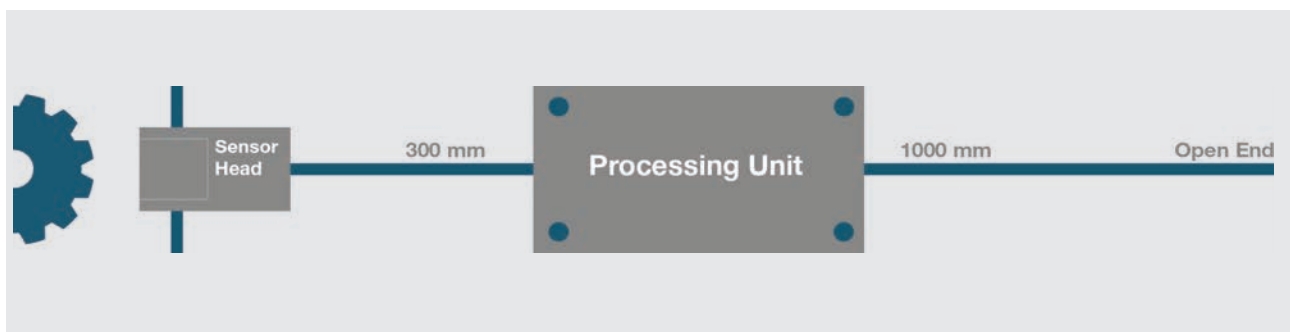 Sensor
Head
300 mm
Processing Unit
1000 mm
Open End